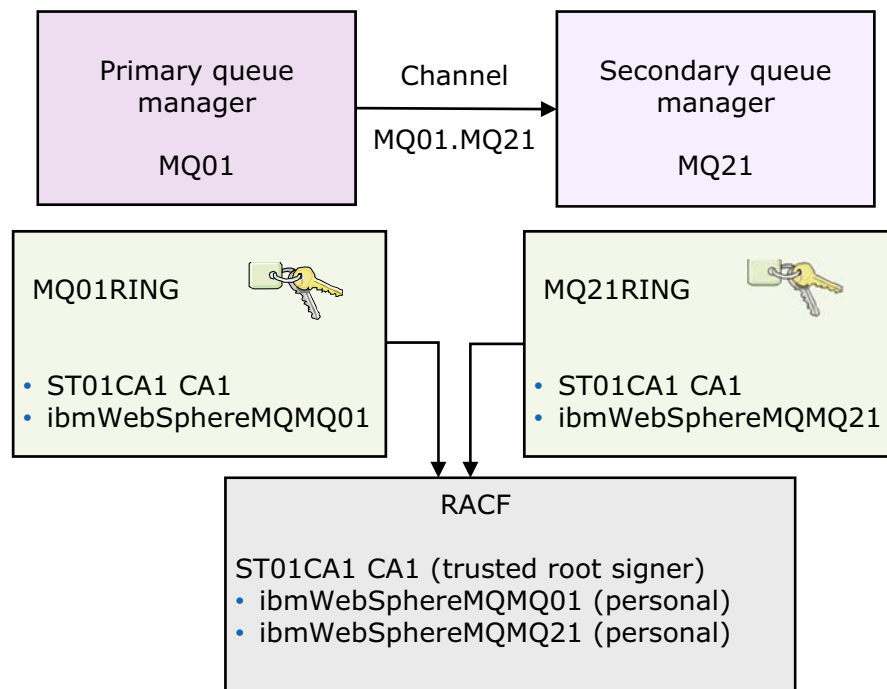 Primary queue
manager
MQ01
Channel
MQ01.MQ21
Secondary queue
manager
MQ21
MQ01RING
• ST01CA1 CA1
• ibmWebSphereMQMQ01
MQ21RING
• ST01CA1 CA1
• ibmWebSphereMQMQ21
RACF
ST01CA1 CA1 (trusted root signer)
• ibmWebSphereMQMQ01 (personal)
• ibmWebSphereMQMQ21 (personal)